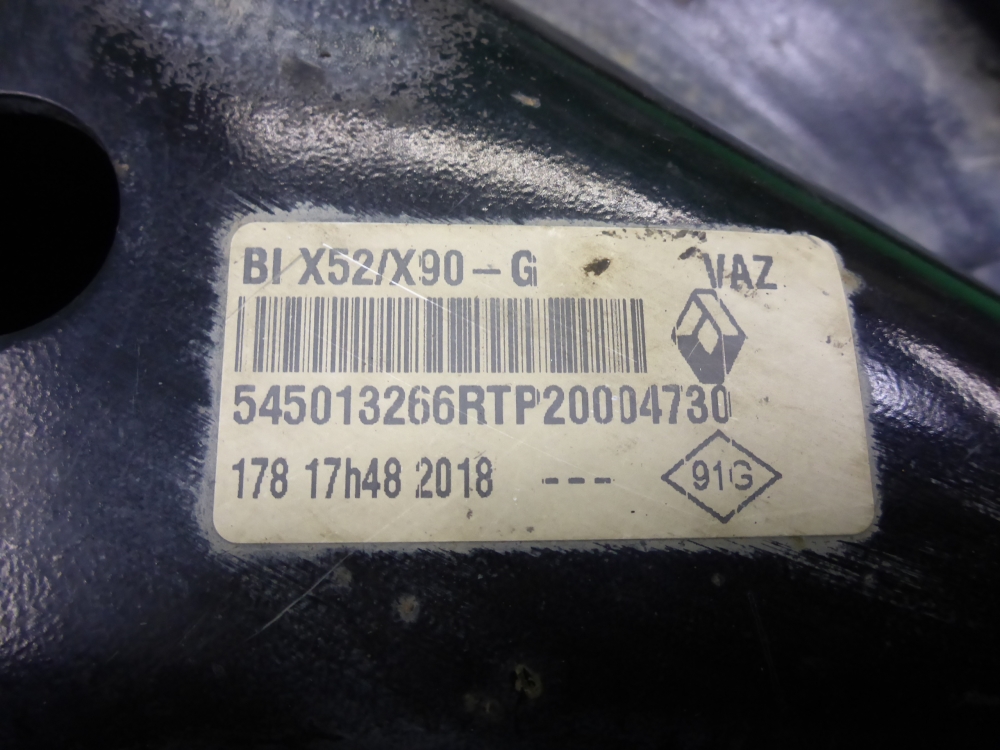 BI X52/X90 - G VAZ
545013266RTP20004730
178 17h48 2018 --- 91G